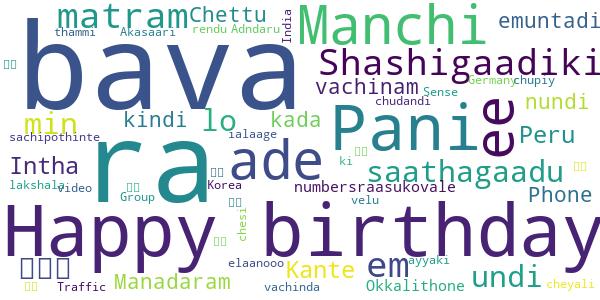 matram Chettu India Manchi emuntadi
thammi Akasaari rendu Adndaru
bava Shashigaadiki
vachinam Germany chupiy
Sense chudandi nundi
min kindi lo kada Pani ee Peru
sachipothinte ialaage
ra ade ki saathagaadu
Intha
lakshala video Korea numbersraasukovale Phone
Group velu
Happy birthday
chesi
elaanooo Kante em ayyaki undi
Traffic Manadaram vachinda Okkalithone cheyali